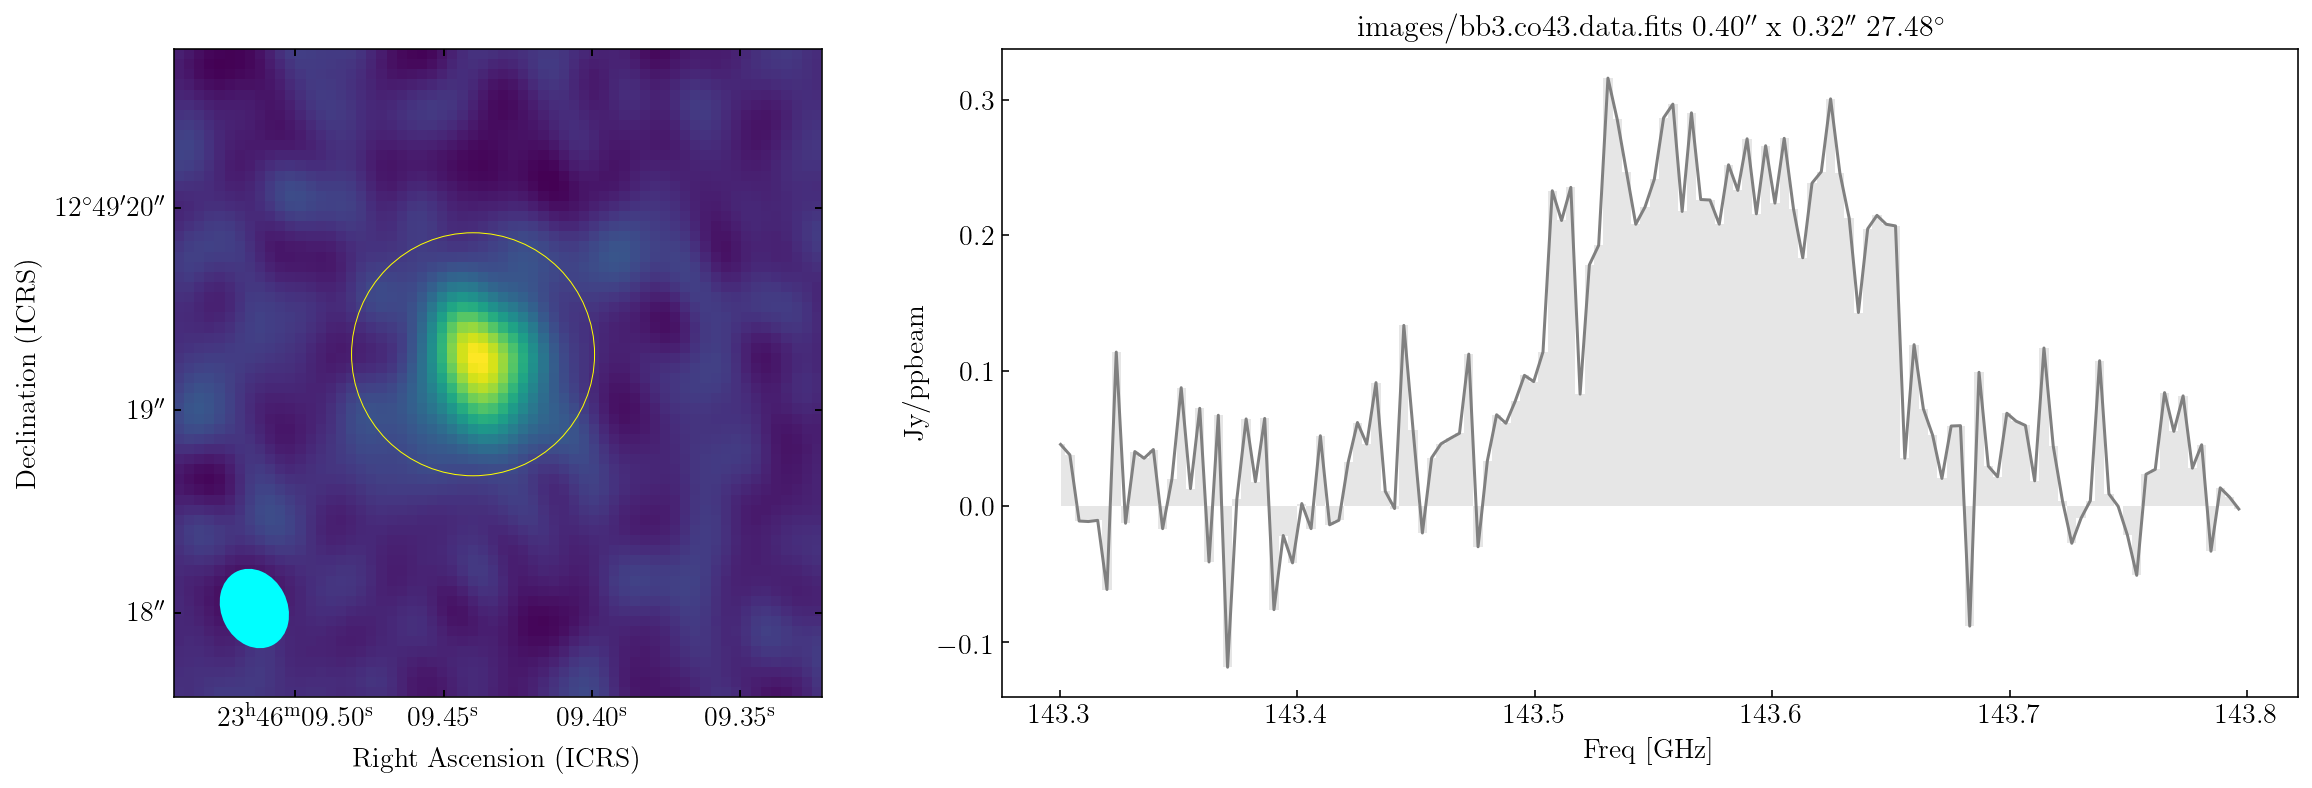 images/bb3.co43.data.fits 0.40″ x 0.32″ 27.48°
Declination (ICRS)
12°49′20″
19″
18″
23ʰ46ᵐ09.50ˢ 09.45ˢ 09.40ˢ 09.35ˢ
Right Ascension (ICRS)
Jy/ppbeam
0.3
0.2
0.1
0.0
−0.1
143.3 143.4 143.5 143.6 143.7 143.8
Freq [GHz]